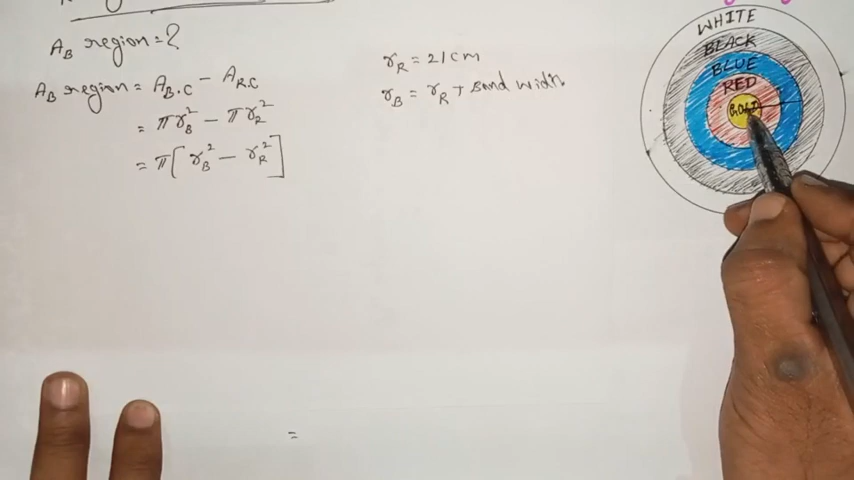 A_B region = ?
A_B region = A_B.C - A_R.C
= πr_B² - πr_R²
= π[r_B² - r_R²]
=
r_R = 21 cm
r_B = r_R + Band width
WHITE
BLACK
BLUE
RED
GOLD